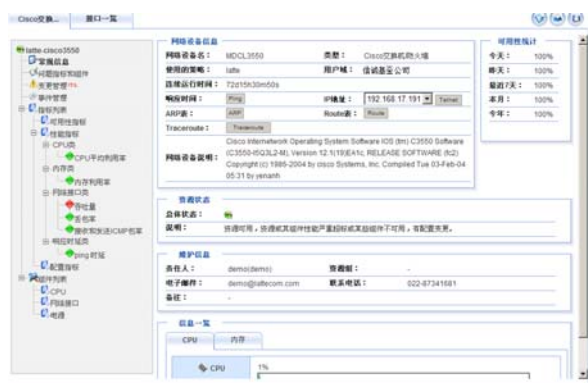 Cisco交换... 接口一览
latte-cisco3550
常规信息
问题指标和组件
变更管理
事件管理
指标列表
可用性指标
性能指标
CPU类
CPU平均利用率
内存类
内存利用率
网络接口类
吞吐量
丢包率
接收和发送ICMP包率
响应时延类
ping 时延
配置指标
组件列表
CPU
网络接口
电源
网络设备信息
网络设备名： MDCL3550 类型： Cisco交换机/防火墙
使用的策略： latte 用户域： 信诚基金公司
连续运行时间： 72d15h30m50s
响应时间： Ping IP地址： 192.168.17.191 Telnet
ARP表： ARP Route表： Route
Traceroute： Traceroute
网络设备说明：
Cisco Internetwork Operating System Software IOS (tm) C3550 Software
(C3550-I5Q3L2-M), Version 12.1(19)EA1c, RELEASE SOFTWARE (fc2)
Copyright (c) 1986-2004 by cisco Systems, Inc. Compiled Tue 03-Feb-04
05:31 by yenanh
可用性统计
今天： 100%
昨天： 100%
最近7天： 100%
本月： 100%
今年： 100%
资源状态
总体状态：
说明： 资源可用，资源或其组件性能严重超标或某些组件不可用，有配置变更。
维护信息
责任人： demo(demo); 资源组： -
电子邮件： demo@lattecom.com 联系电话： 022-87341681
备注： -
信息一览
CPU 内存
CPU 1%